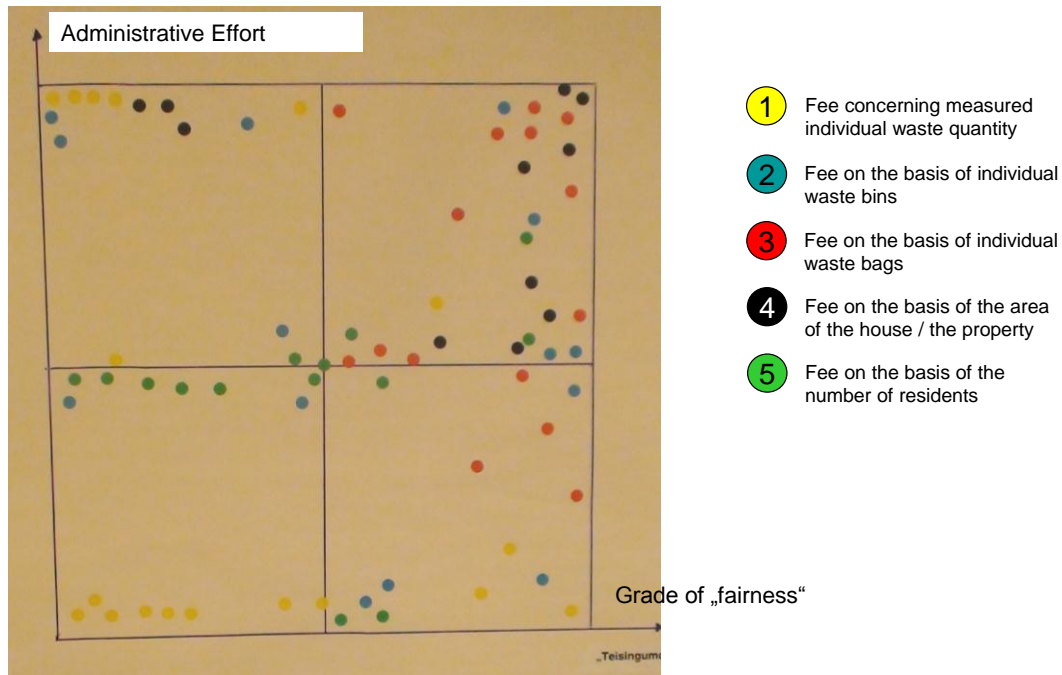 Administrative Effort
1
Fee concerning measured
individual waste quantity
2
Fee on the basis of individual
waste bins
3
Fee on the basis of individual
waste bags
4
Fee on the basis of the area
of the house / the property
5
Fee on the basis of the
number of residents
Grade of „fairness“